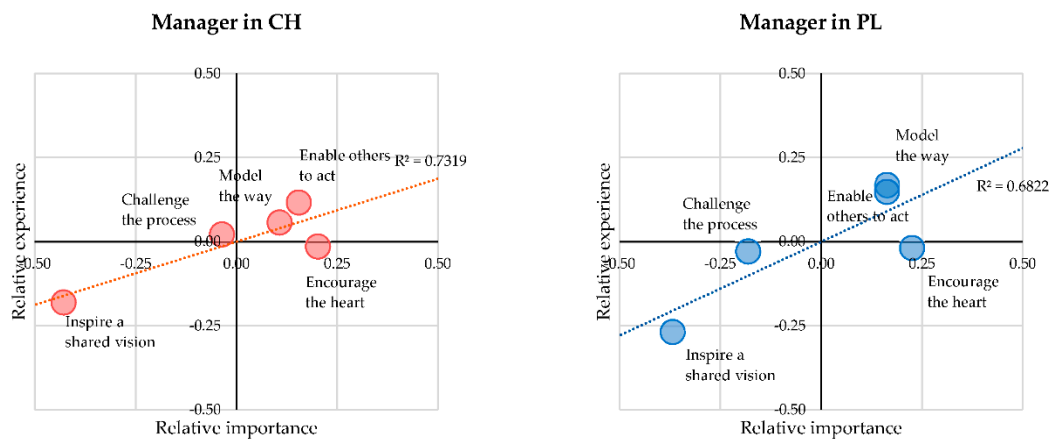 Manager in CH
0.50
0.25
0.00
-0.25
-0.50
-0.50
-0.25
0.00
0.25
0.50
Relative experience
Relative importance
Enable others
to act
R² = 0.7319
Model
the way
Challenge
the process
Encourage
the heart
Inspire a
shared vision
Manager in PL
0.50
0.25
0.00
-0.25
-0.50
0.50
-0.25
0.00
0.25
0.50
Relative experience
Relative importance
Model
the way
R² = 0.6822
Enable
others to act
Challenge
the process
Encourage
the heart
Inspire a
shared vision